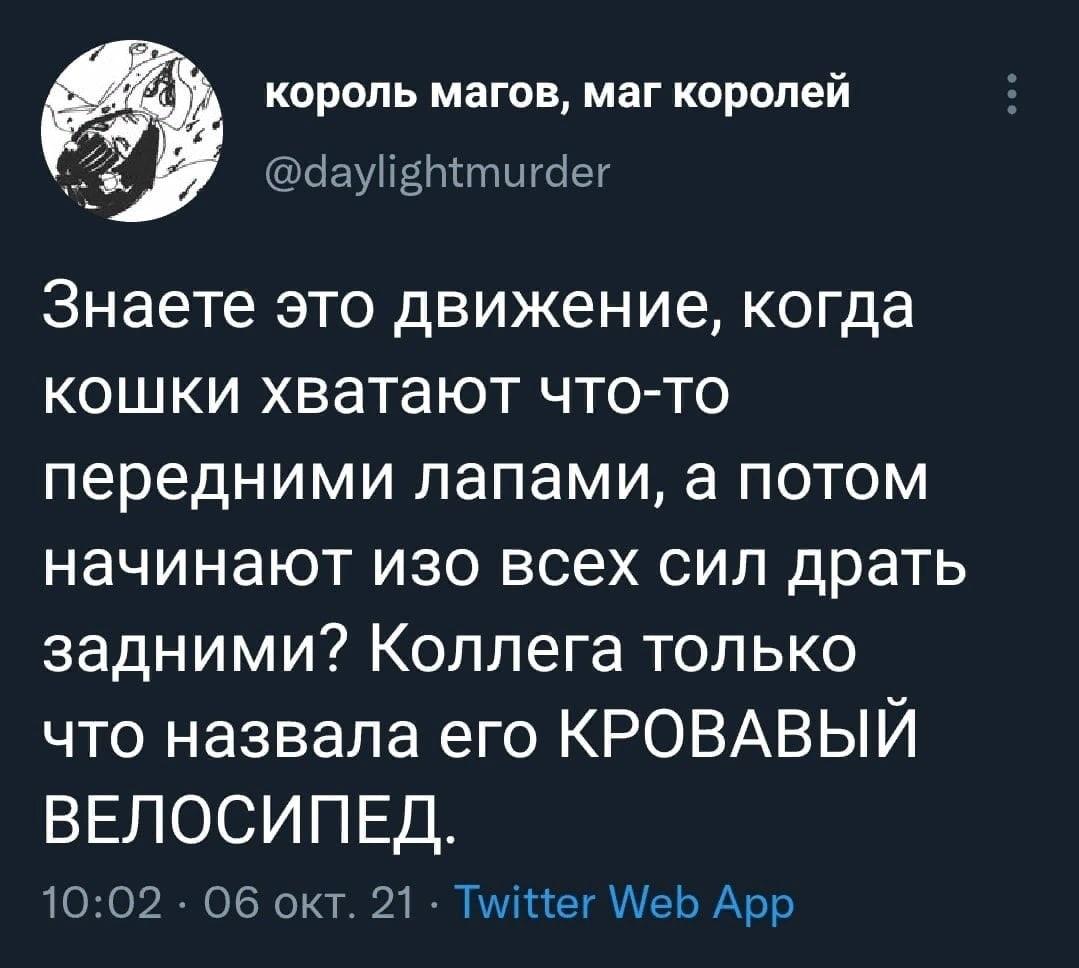 король магов, маг королей
@daylightmurder
Знаете это движение, когда
кошки хватают что-то
передними лапами, а потом
начинают изо всех сил драть
задними? Коллега только
что назвала его КРОВАВЫЙ
ВЕЛОСИПЕД.
10:02 · 06 окт. 21 · Twitter Web App